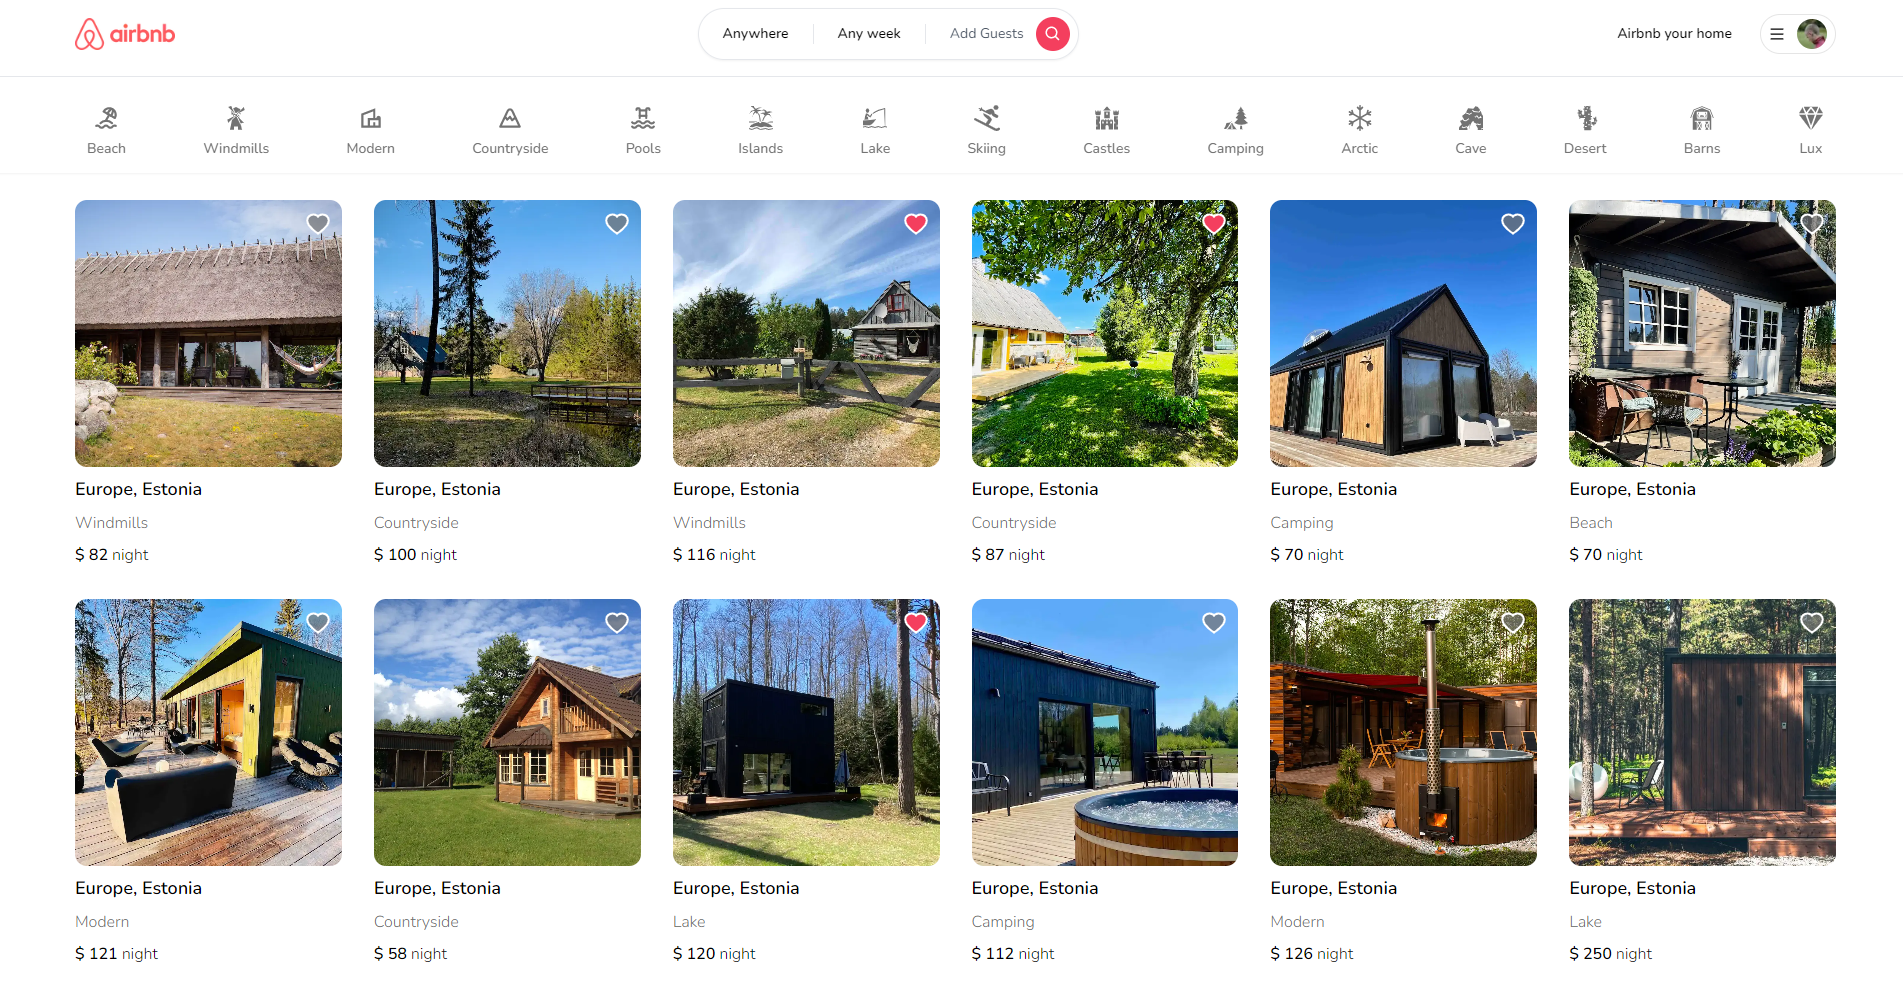 airbnb
Anywhere
Any week
Add Guests
Airbnb your home
Beach
Windmills
Modern
Countryside
Pools
Islands
Lake
Skiing
Castles
Camping
Arctic
Cave
Desert
Barns
Lux
Europe, Estonia
Windmills
$ 82 night
Europe, Estonia
Countryside
$ 100 night
Europe, Estonia
Windmills
$ 116 night
Europe, Estonia
Countryside
$ 87 night
Europe, Estonia
Camping
$ 70 night
Europe, Estonia
Beach
$ 70 night
Europe, Estonia
Modern
$ 121 night
Europe, Estonia
Countryside
$ 58 night
Europe, Estonia
Lake
$ 120 night
Europe, Estonia
Camping
$ 112 night
Europe, Estonia
Modern
$ 126 night
Europe, Estonia
Lake
$ 250 night